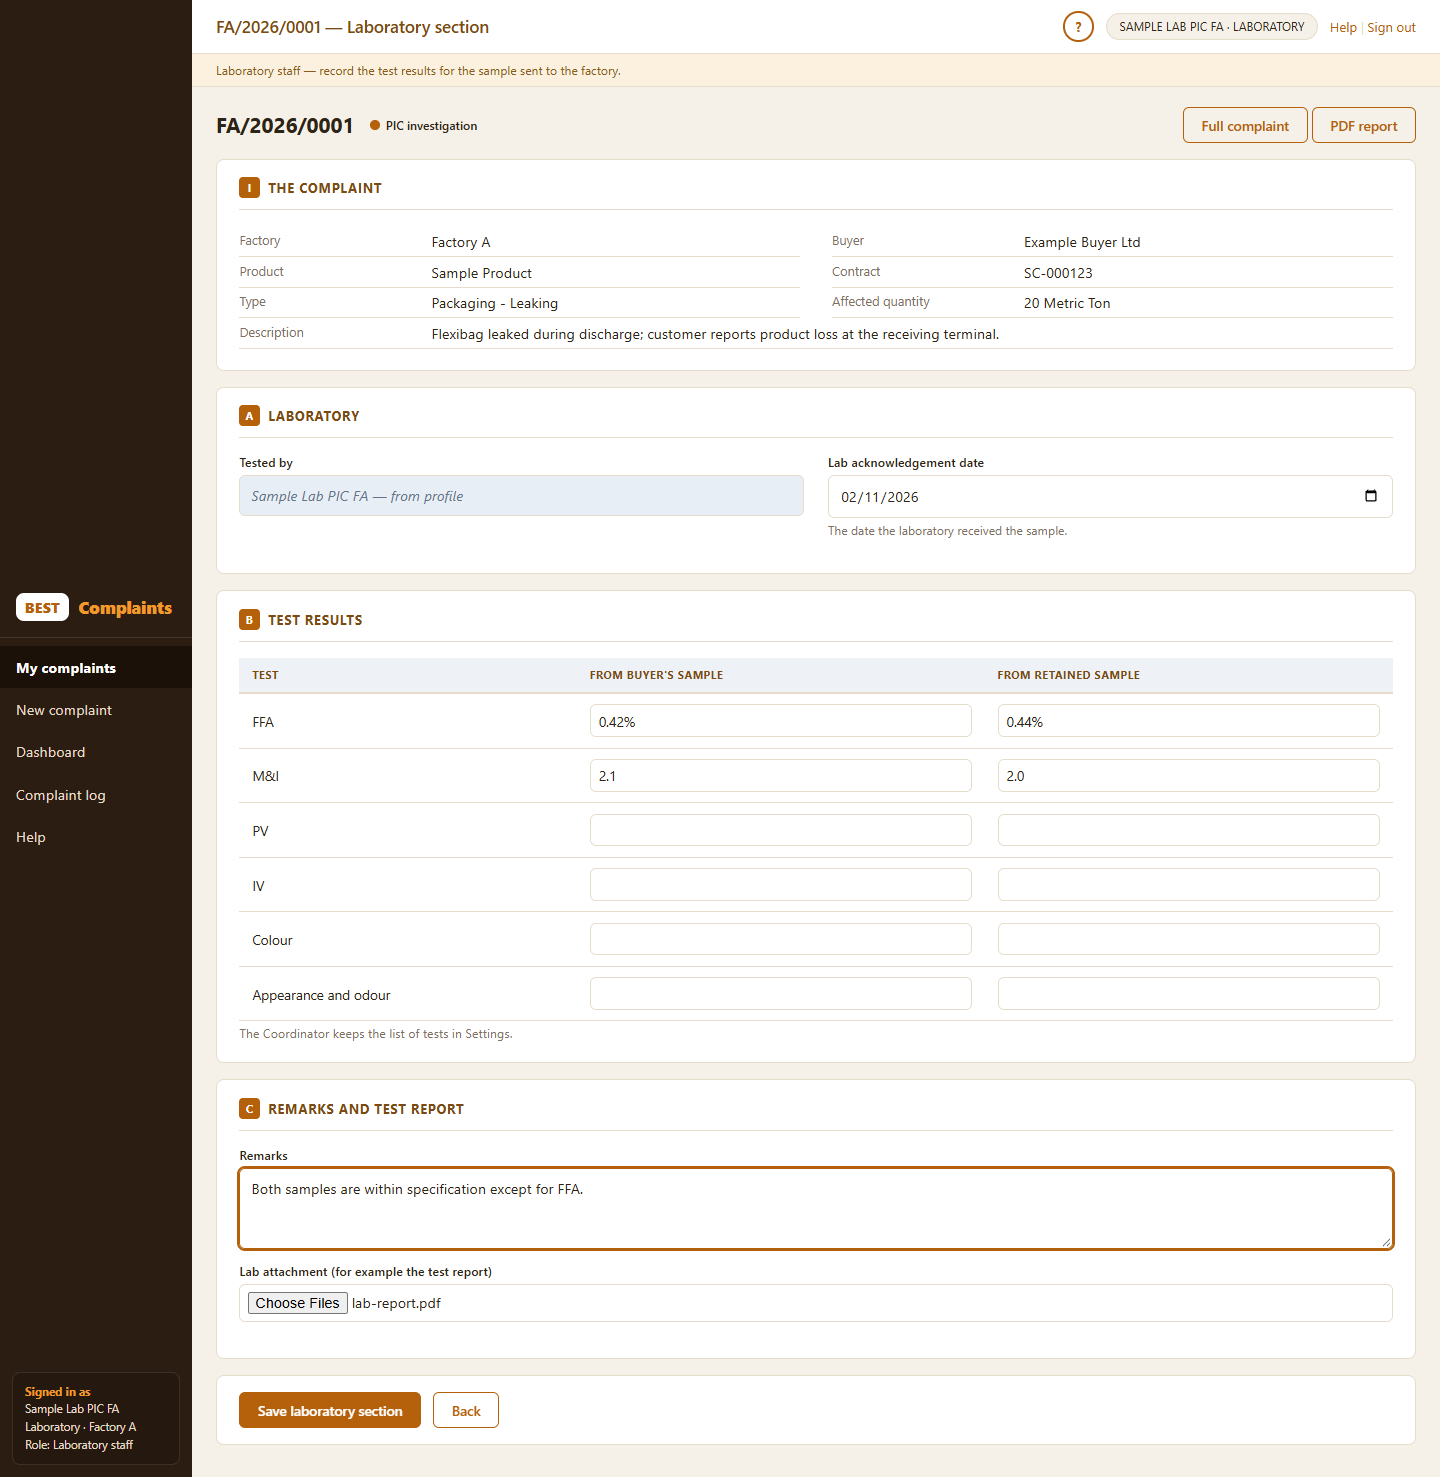 FA/2026/0001 — Laboratory section
?
SAMPLE LAB PIC FA · LABORATORY
Help | Sign out
Laboratory staff — record the test results for the sample sent to the factory.
FA/2026/0001
PIC investigation
Full complaint
PDF report
I THE COMPLAINT
Factory Factory A
Buyer Example Buyer Ltd
Product Sample Product
Contract SC-000123
Type Packaging - Leaking
Affected quantity 20 Metric Ton
Description Flexibag leaked during discharge; customer reports product loss at the receiving terminal.
A LABORATORY
Tested by
Sample Lab PIC FA — from profile
Lab acknowledgement date
02/11/2026
The date the laboratory received the sample.
B TEST RESULTS
TEST FROM BUYER'S SAMPLE FROM RETAINED SAMPLE
FFA 0.42% 0.44%
M&I 2.1 2.0
PV
IV
Colour
Appearance and odour
The Coordinator keeps the list of tests in Settings.
C REMARKS AND TEST REPORT
Remarks
Both samples are within specification except for FFA.
Lab attachment (for example the test report)
Choose Files lab-report.pdf
Save laboratory section
Back
BEST Complaints
My complaints
New complaint
Dashboard
Complaint log
Help
Signed in as
Sample Lab PIC FA
Laboratory · Factory A
Role: Laboratory staff